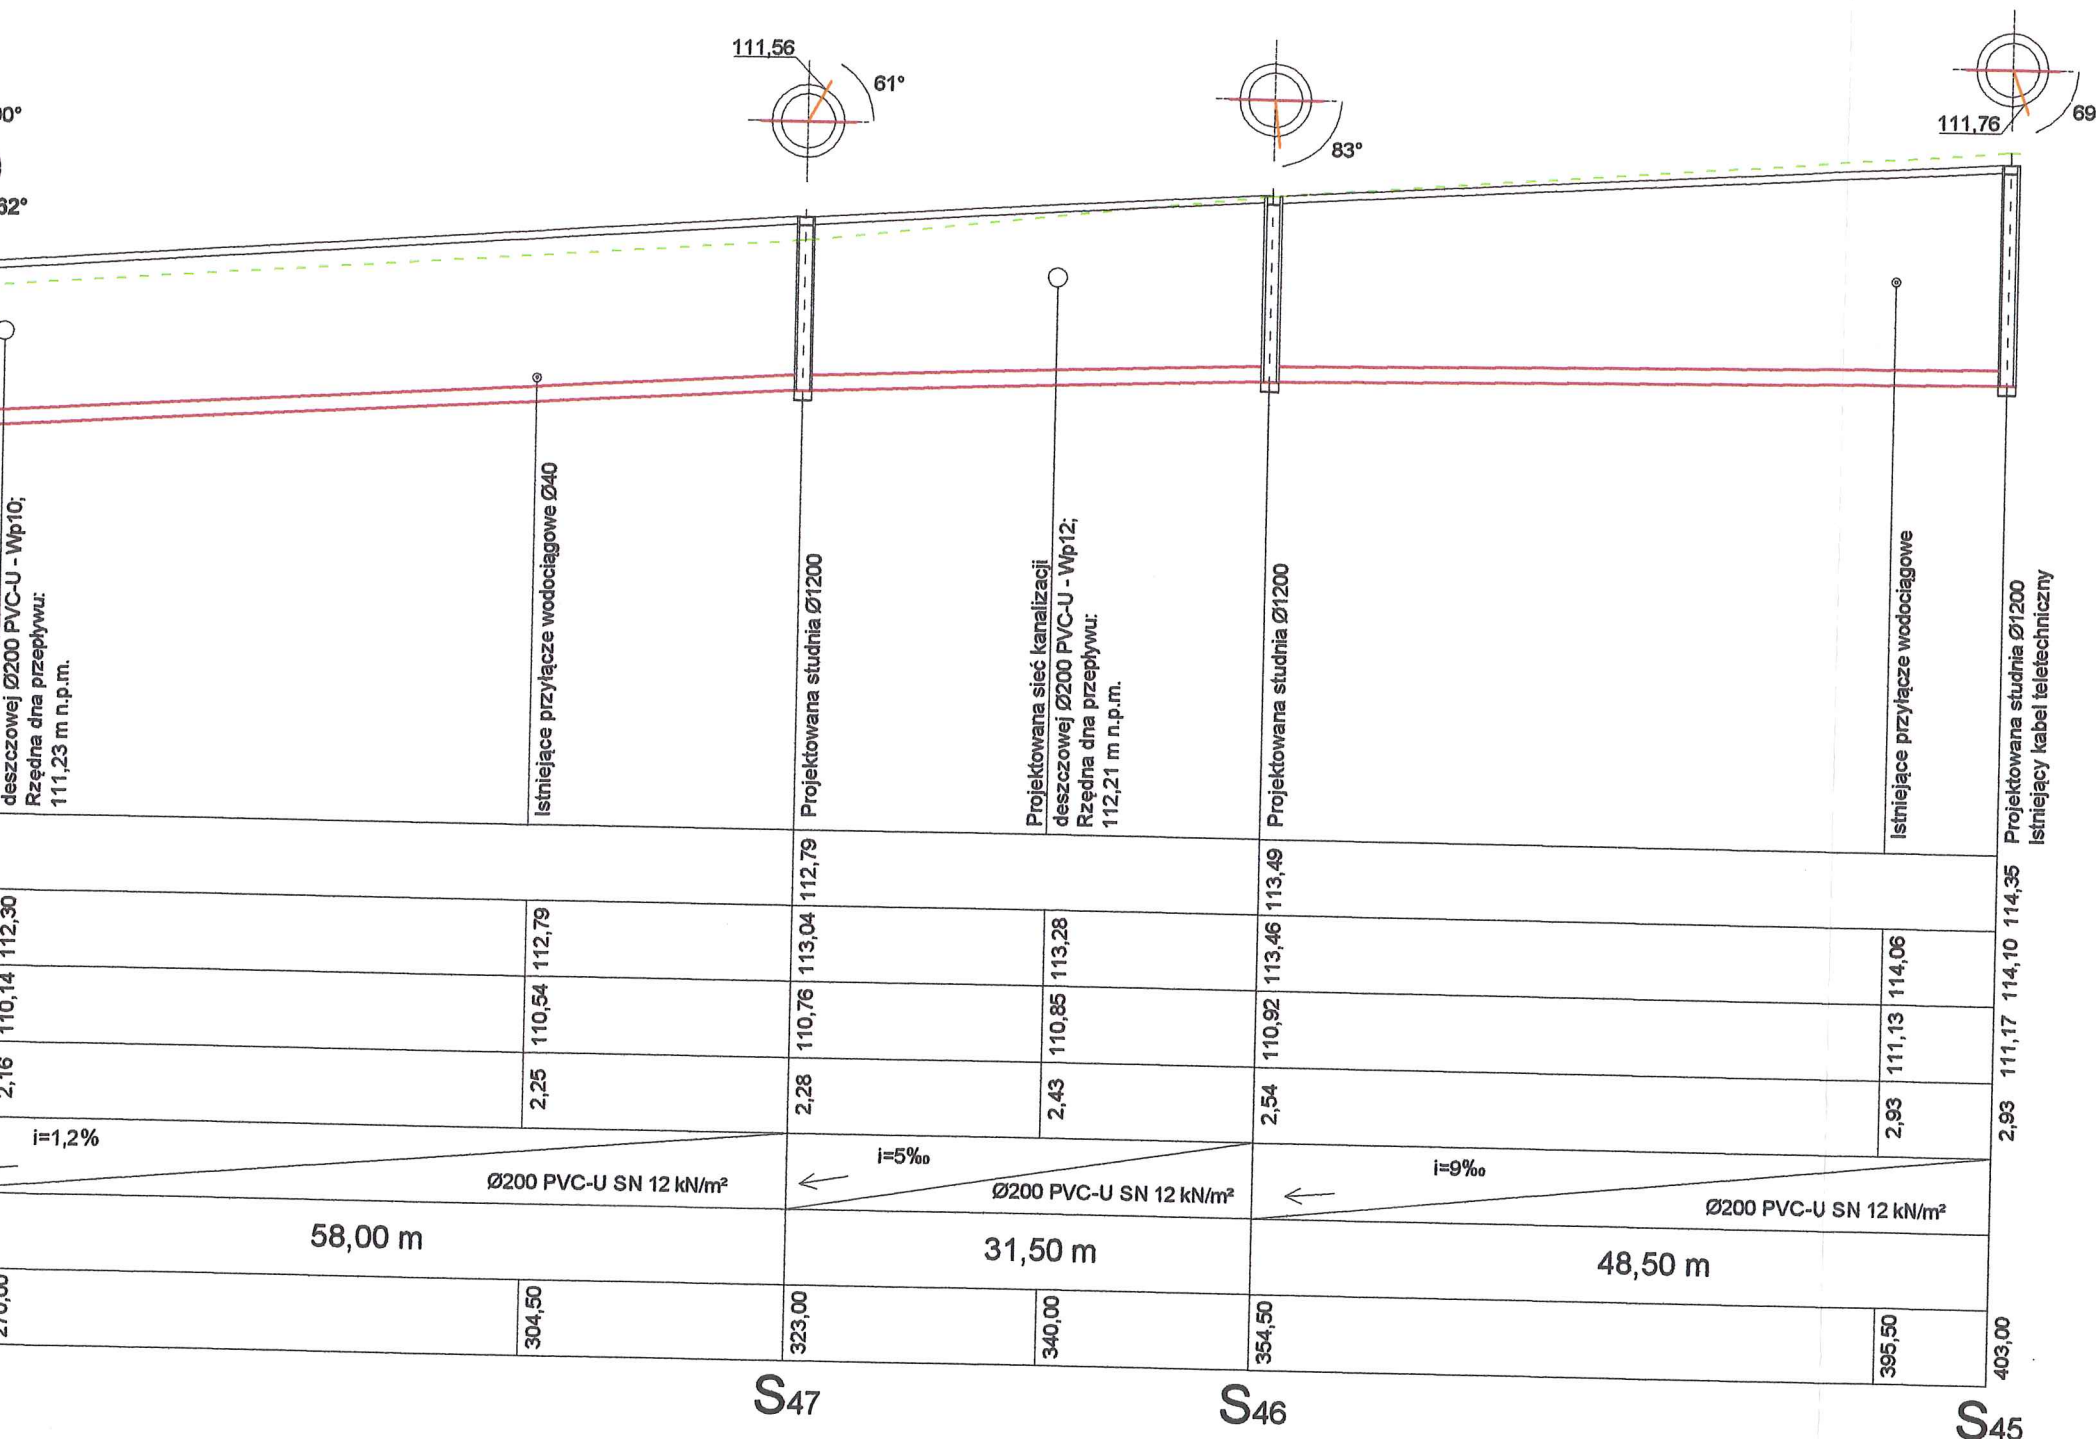 111,56
61°
83°
111,76
69
62°
deszczowej Ø200 PVC-U - Wp10;
Rzędna dna przepływu:
111,23 m n.p.m.
Istniejące przyłącze wodociągowe Ø40
Projektowana studnia Ø1200
Projektowana sieć kanalizacji
deszczowej Ø200 PVC-U - Wp12;
Rzędna dna przepływu:
112,21 m n.p.m.
Projektowana studnia Ø1200
Istniejące przyłącze wodociągowe
Projektowana studnia Ø1200
Istniejący kabel teletechniczny
112,79
113,49
114,35
112,30
112,79
113,04
113,28
113,46
114,06
114,10
110,14
110,54
110,76
110,85
110,92
111,13
111,17
2,16
2,25
2,28
2,43
2,54
2,93
2,93
i=1,2%
Ø200 PVC-U SN 12 kN/m²
i=5‰
Ø200 PVC-U SN 12 kN/m²
i=9‰
Ø200 PVC-U SN 12 kN/m²
58,00 m
31,50 m
48,50 m
304,50
323,00
340,00
354,50
395,50
403,00
S47
S46
S45